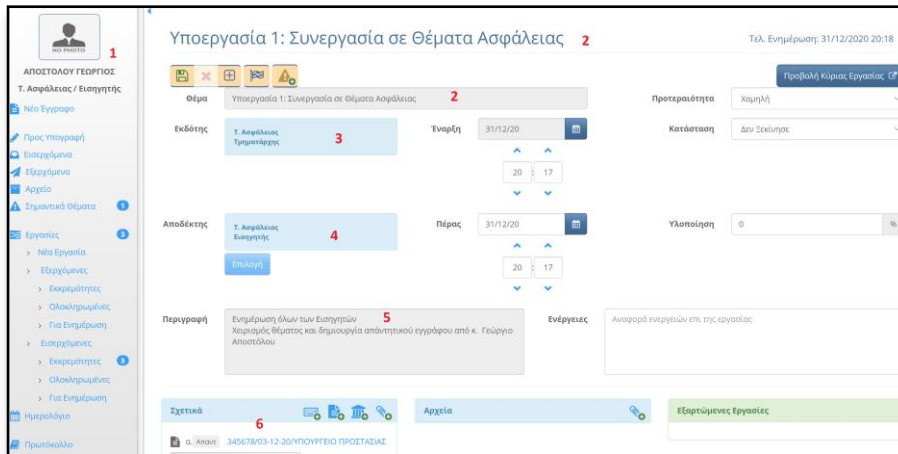 NO PHOTO
1
ΑΠΟΣΤΟΛΟΥ ΓΕΩΡΓΙΟΣ
Τ. Ασφάλειας / Εισηγητής
Νέο Έγγραφο
Προς Υπογραφή
Εισερχόμενα
Εξερχόμενα
Αρχείο
Σημαντικά Θέματα 1
Εργασίες 3
> Νέα Εργασία
> Εξερχόμενες
> Εκκρεμότητες
> Ολοκληρωμένες
> Για Ενημέρωση
> Εισερχόμενες
> Εκκρεμότητες 3
> Ολοκληρωμένες
> Για Ενημέρωση
Ημερολόγιο
Πρωτόκολλο
Υποεργασία 1: Συνεργασία σε Θέματα Ασφάλειας 2
Τελ. Ενημέρωση: 31/12/2020 20:18
Προβολή Κύριας Εργασίας
Θέμα Υποεργασία 1: Συνεργασία σε Θέματα Ασφάλειας 2
Προτεραιότητα Χαμηλή
Εκδότης Τ. Ασφάλειας
Τμηματάρχης 3
Έναρξη 31/12/20
20 : 17
Κατάσταση Δεν Ξεκίνησε
Αποδέκτης Τ. Ασφάλειας
Εισηγητής 4
Επιλογή
Πέρας 31/12/20
20 : 17
Υλοποίηση 0 %
Περιγραφή Ενημέρωση όλων των Εισηγητών 5
Χειρισμός θέματος και δημιουργία απάντητικού εγγράφου από κ. Γεώργιο
Αποστόλου
Ενέργειες Αναφορά ενεργειών επι της εργασίας
Σχετικά
6
α. Απαντ 345678/03-12-20/ΥΠΟΥΡΓΕΙΟ ΠΡΟΣΤΑΣΙΑΣ
Αρχεία
Εξαρτώμενες Εργασίες